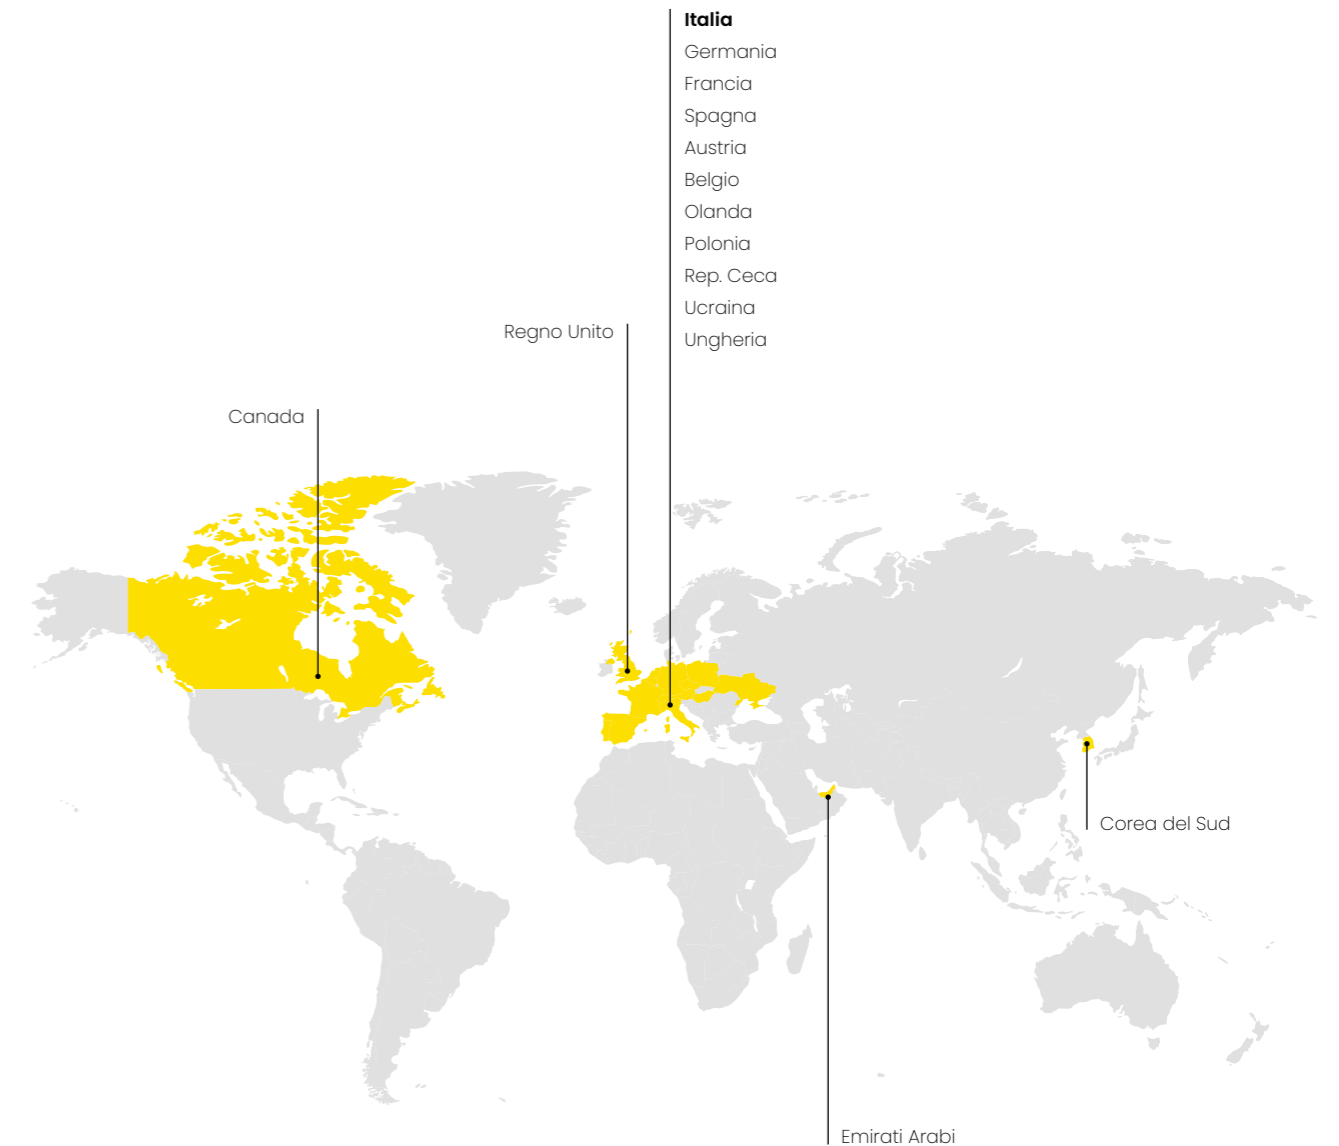 Italia
Germania
Francia
Spagna
Austria
Belgio
Olanda
Polonia
Rep. Ceca
Ucraina
Ungheria
Regno Unito
Canada
Corea del Sud
Emirati Arabi